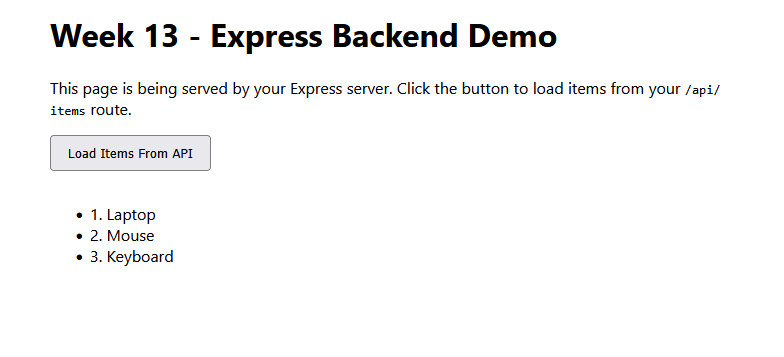 Week 13 - Express Backend Demo
This page is being served by your Express server. Click the button to load items from your /api/
items route.
Load Items From API
• 1. Laptop
• 2. Mouse
• 3. Keyboard